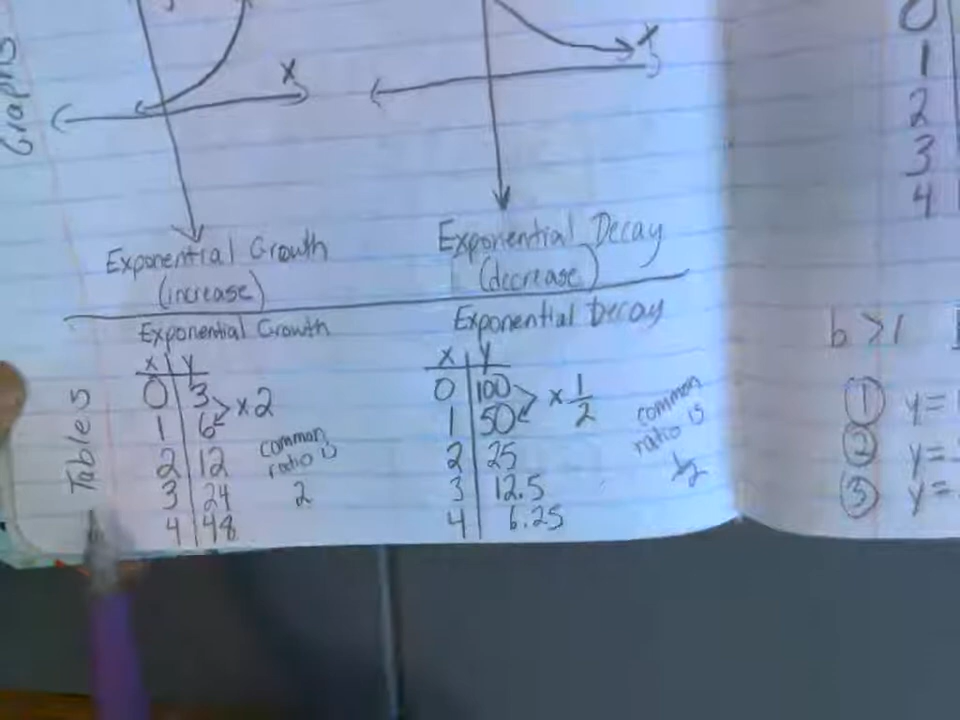 Graphs
x
x
Exponential Growth
(increase)
Exponential Decay
(decrease)
Tables
Exponential Growth
x y
0 3
1 6
2 12
3 24
4 48
×2
common
ratio is
2
Exponential Decay
x y
0 100
1 50
2 25
3 12.5
4 6.25
× 1/2
common
ratio is
1/2
0
1
2
3
4
b > 1
① y=
② y=
③ y=